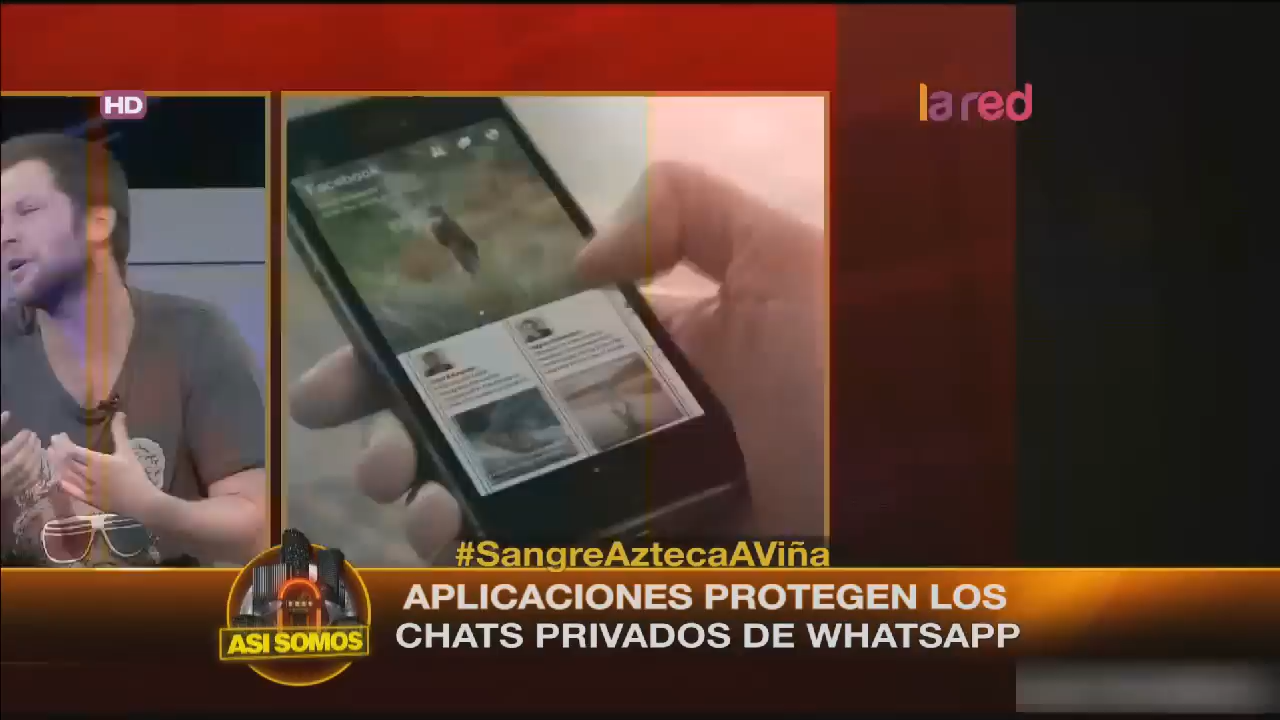 HD
la red
Facebook
#SangreAztecaAViña
APLICACIONES PROTEGEN LOS
CHATS PRIVADOS DE WHATSAPP
ASI SOMOS